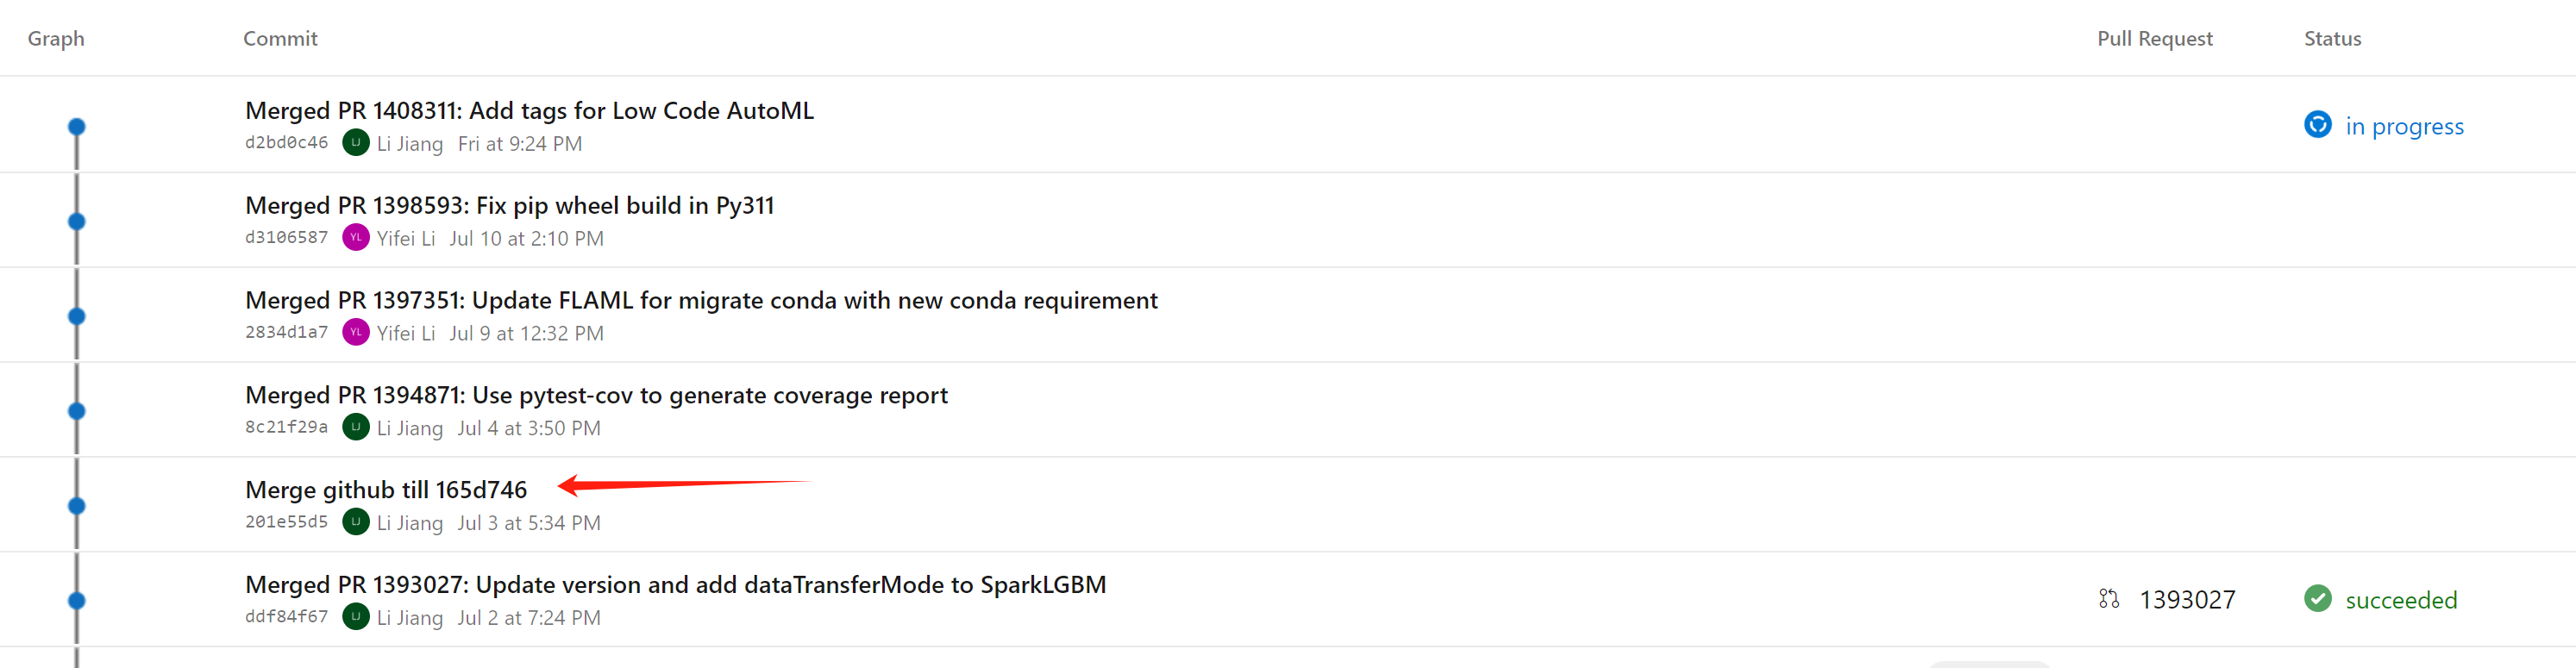 Graph Commit Pull Request Status
Merged PR 1408311: Add tags for Low Code AutoML
d2bd0c46 LJ Li Jiang Fri at 9:24 PM
in progress
Merged PR 1398593: Fix pip wheel build in Py311
d3106587 YL Yifei Li Jul 10 at 2:10 PM
Merged PR 1397351: Update FLAML for migrate conda with new conda requirement
2834d1a7 YL Yifei Li Jul 9 at 12:32 PM
Merged PR 1394871: Use pytest-cov to generate coverage report
8c21f29a LJ Li Jiang Jul 4 at 3:50 PM
Merge github till 165d746
201e55d5 LJ Li Jiang Jul 3 at 5:34 PM
Merged PR 1393027: Update version and add dataTransferMode to SparkLGBM
ddf84f67 LJ Li Jiang Jul 2 at 7:24 PM
1393027 succeeded